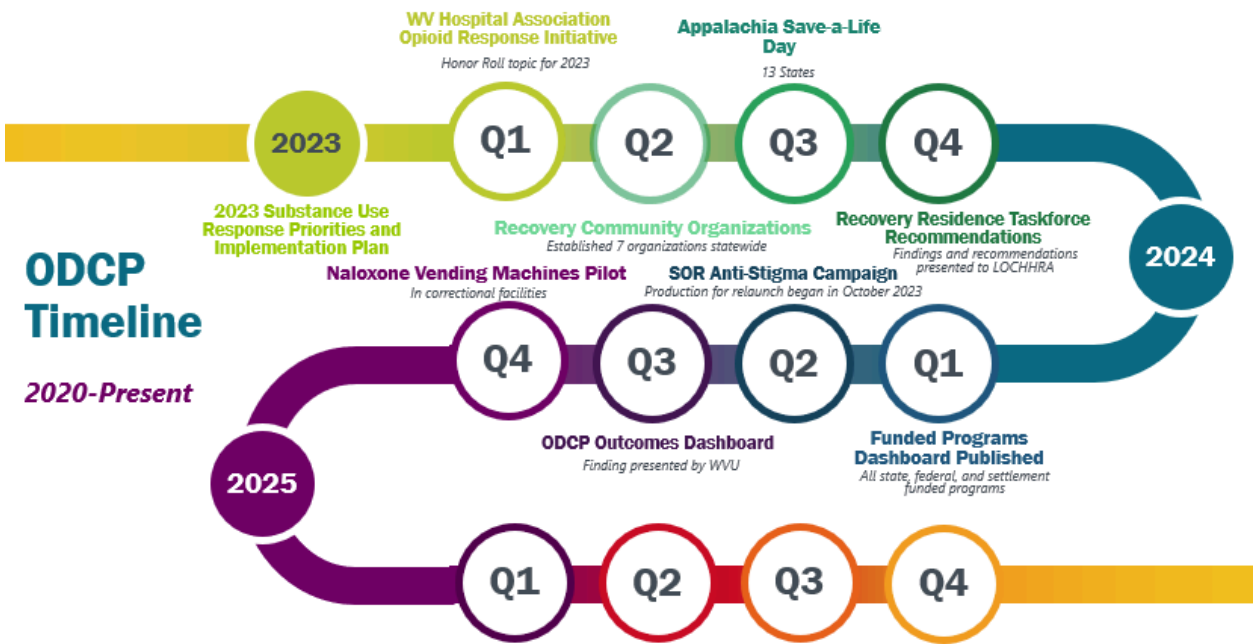 WV Hospital Association
Opioid Response Initiative
Honor Roll topic for 2023
Appalachia Save-a-Life
Day
13 States
2023
Q1
Q2
Q3
Q4
2023 Substance Use
Response Priorities and
Implementation Plan
Recovery Community Organizations
Established 7 organizations statewide
Recovery Residence Taskforce
Recommendations
Findings and recommendations
presented to LOCHHRA
2024
ODCP
Timeline
2020-Present
Naloxone Vending Machines Pilot
In correctional facilities
SOR Anti-Stigma Campaign
Production for relaunch began in October 2023
Q4
Q3
Q2
Q1
ODCP Outcomes Dashboard
Finding presented by WVU
Funded Programs
Dashboard Published
All state, federal, and settlement
funded programs
2025
Q1
Q2
Q3
Q4